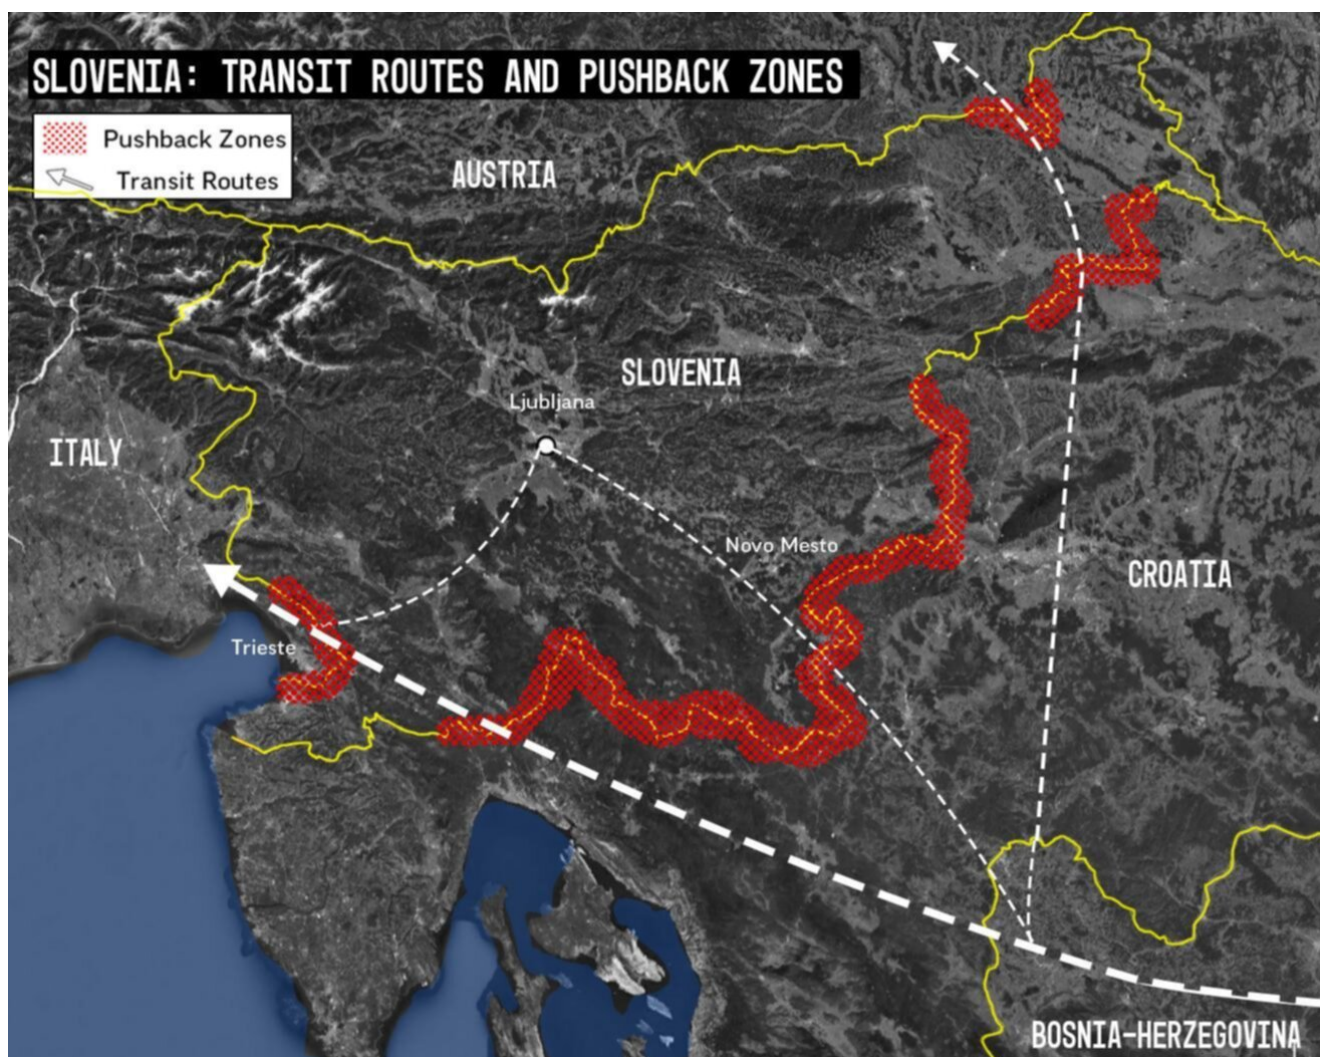 SLOVENIA: TRANSIT ROUTES AND PUSHBACK ZONES
Pushback Zones
Transit Routes
AUSTRIA
SLOVENIA
Ljubljana
ITALY
Novo Mesto
CROATIA
Trieste
BOSNIA-HERZEGOVINA